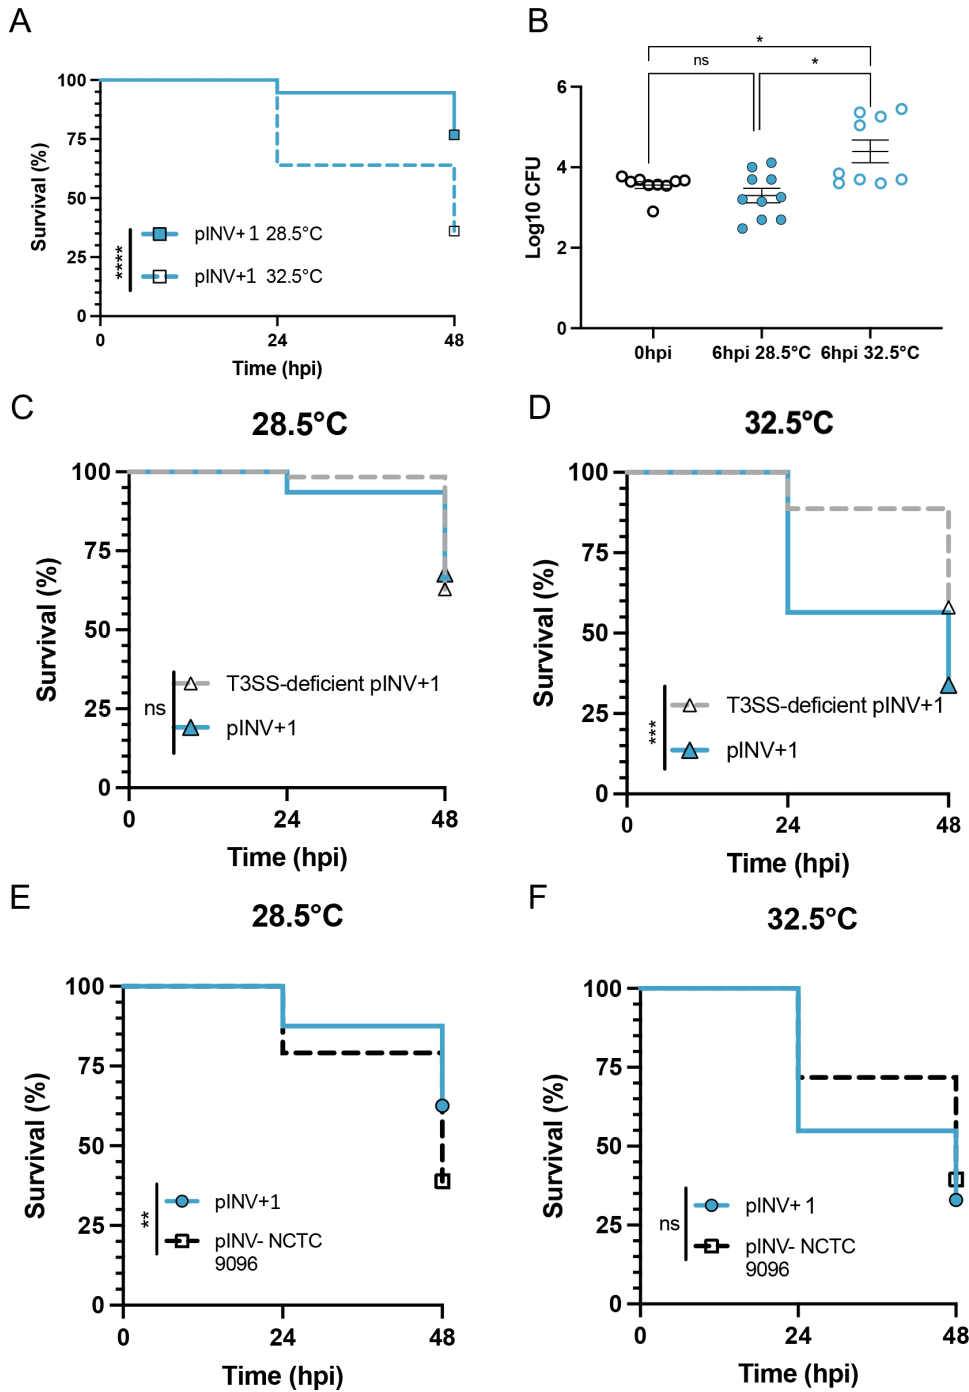 A
100
75
50
25
0
Survival (%)
pINV+1 28.5°C
pINV+1 32.5°C
****
0
24
48
Time (hpi)
B
*
ns
*
6
4
2
0
Log10 CFU
0hpi
6hpi 28.5°C
6hpi 32.5°C
C
28.5°C
100
75
50
25
0
Survival (%)
ns
T3SS-deficient pINV+1
pINV+1
0
24
48
Time (hpi)
D
32.5°C
100
75
50
25
0
Survival (%)
***
T3SS-deficient pINV+1
pINV+1
0
24
48
Time (hpi)
E
28.5°C
100
75
50
25
0
Survival (%)
**
pINV+1
pINV- NCTC
9096
0
24
48
Time (hpi)
F
32.5°C
100
75
50
25
0
Survival (%)
ns
pINV+1
pINV- NCTC
9096
0
24
48
Time (hpi)